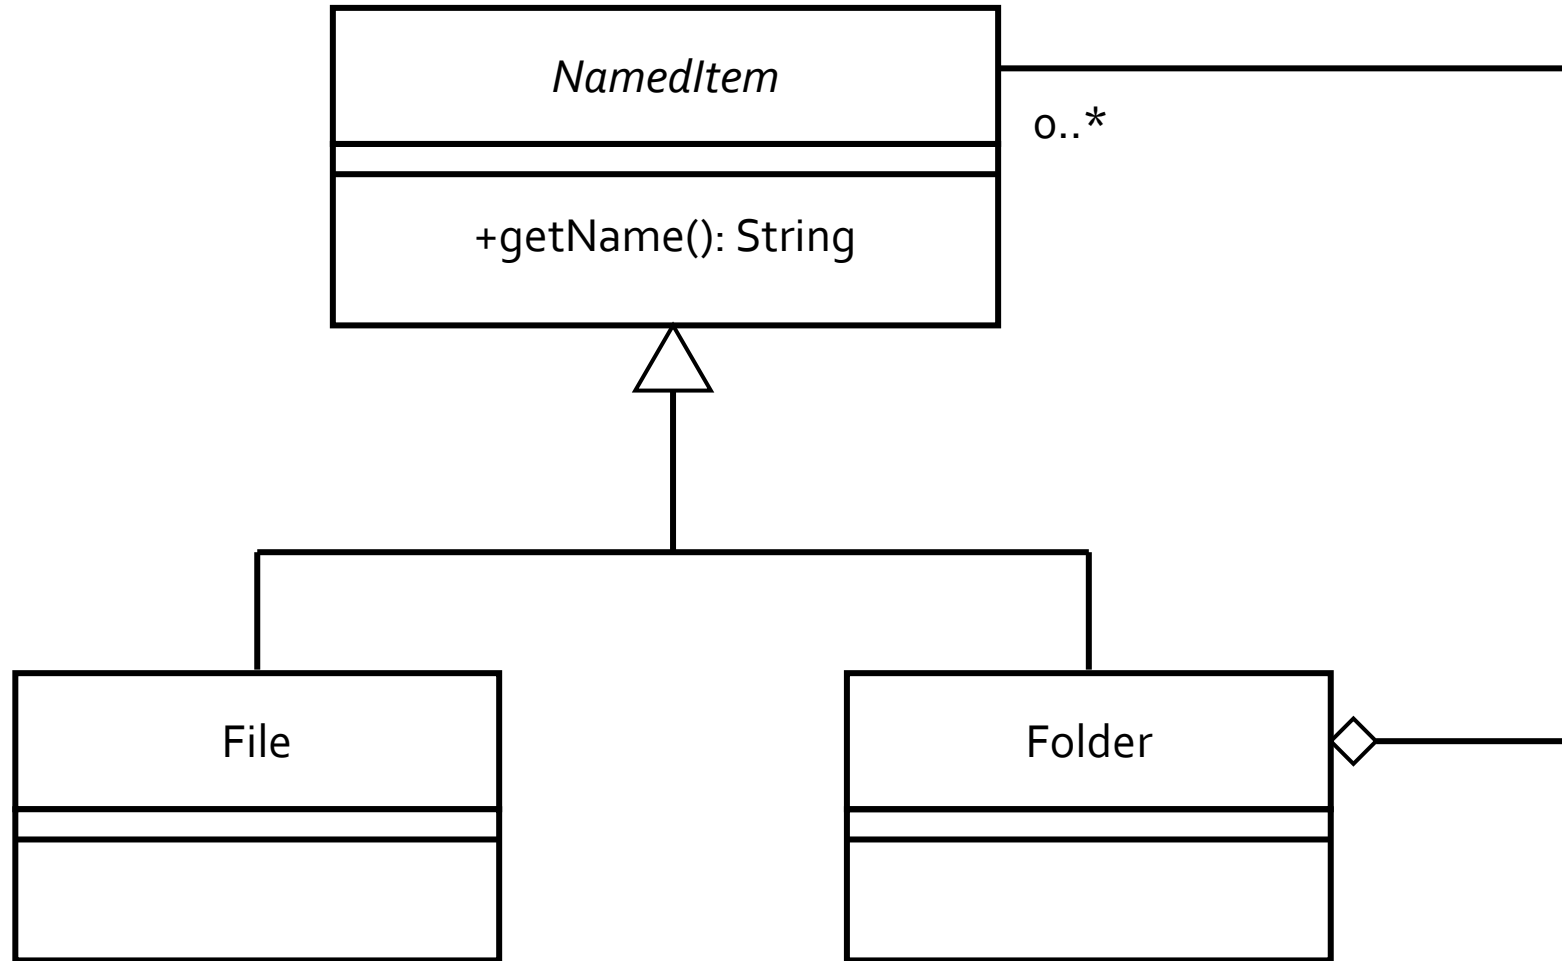 NamedItem
0..*
+getName(): String
File
Folder